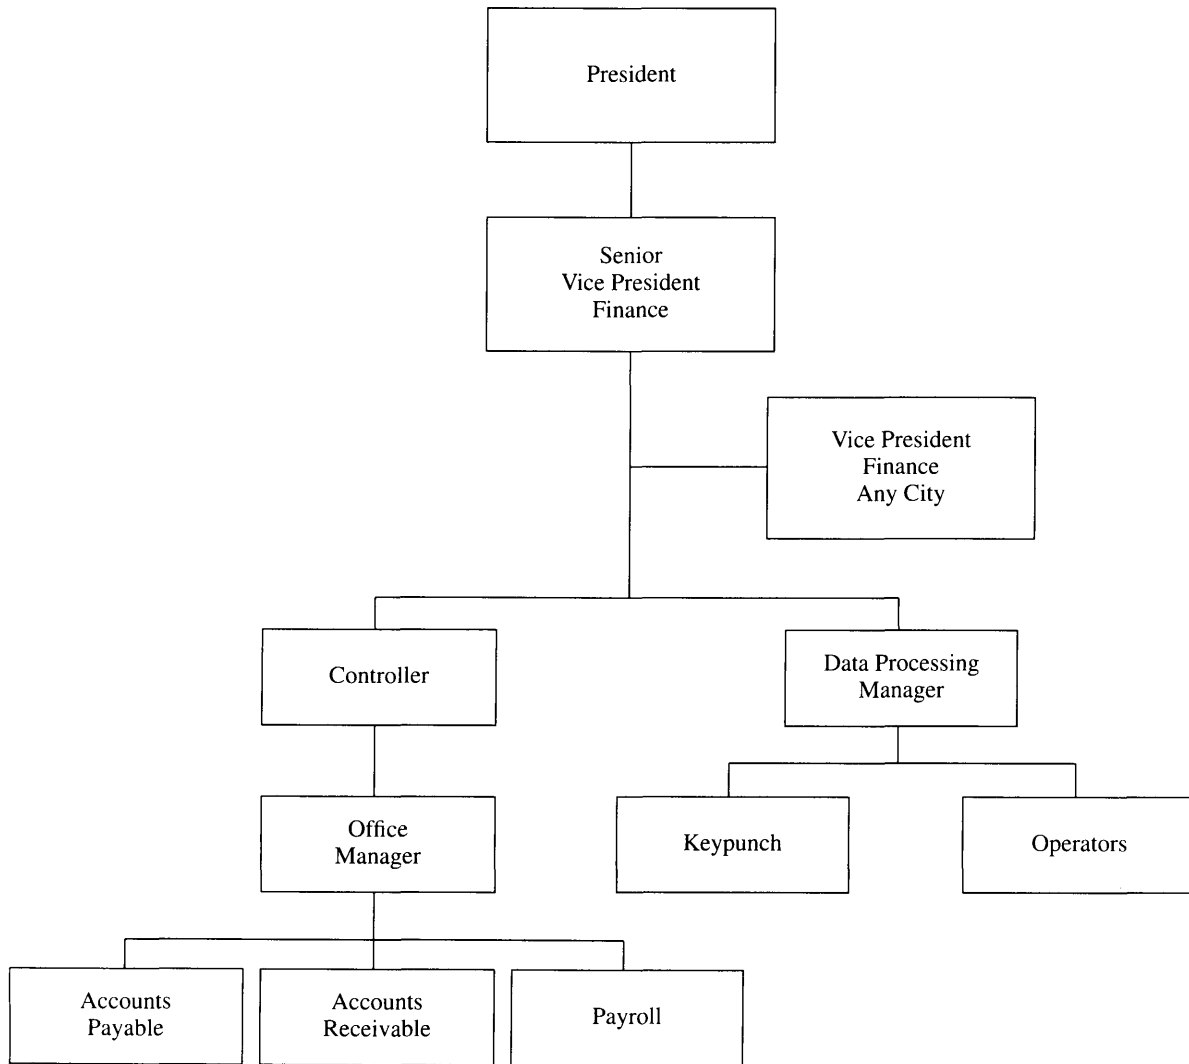 President
Senior
Vice President
Finance
Vice President
Finance
Any City
Controller
Data Processing
Manager
Office
Manager
Keypunch
Operators
Accounts
Payable
Accounts
Receivable
Payroll